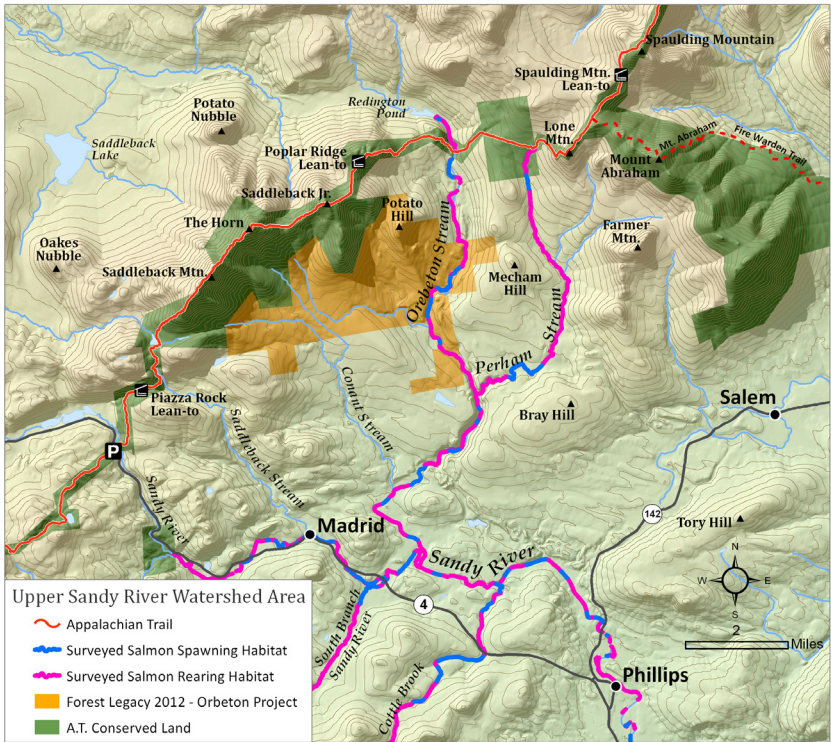 Spaulding Mountain
Spaulding Mtn.
Lean-to
Redington
Pond
Potato
Nubble
Lone
Mtn.
Mt. Abraham
Fire Warden Trail
Saddleback
Lake
Poplar Ridge
Lean-to
Mount
Abraham
Saddleback Jr.
Potato
Hill
The Horn
Farmer
Mtn.
Oakes
Nubble
Saddleback Mtn.
Orebeton Stream
Mecham
Hill
Perham
Stream
Piazza Rock
Lean-to
Conant Stream
Saddleback Stream
Bray Hill
Salem
P
Sandy River
142
Tory Hill
Madrid
Sandy River
N
W
E
S
4
South Branch
Sandy River
2
Miles
Cottle Brook
Phillips
Upper Sandy River Watershed Area
Appalachian Trail
Surveyed Salmon Spawning Habitat
Surveyed Salmon Rearing Habitat
Forest Legacy 2012 - Orbeton Project
A.T. Conserved Land